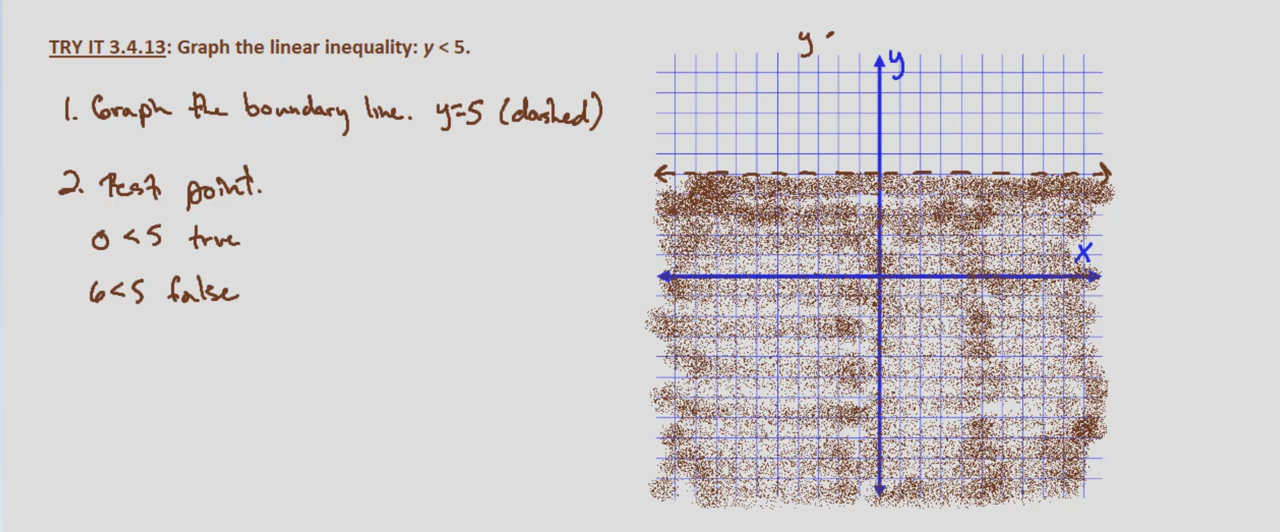 TRY IT 3.4.13: Graph the linear inequality: y < 5.
1. Graph the boundary line. y=5 (dashed)
2. Test point.
0 < 5 true
6 < 5 false
y
y
x